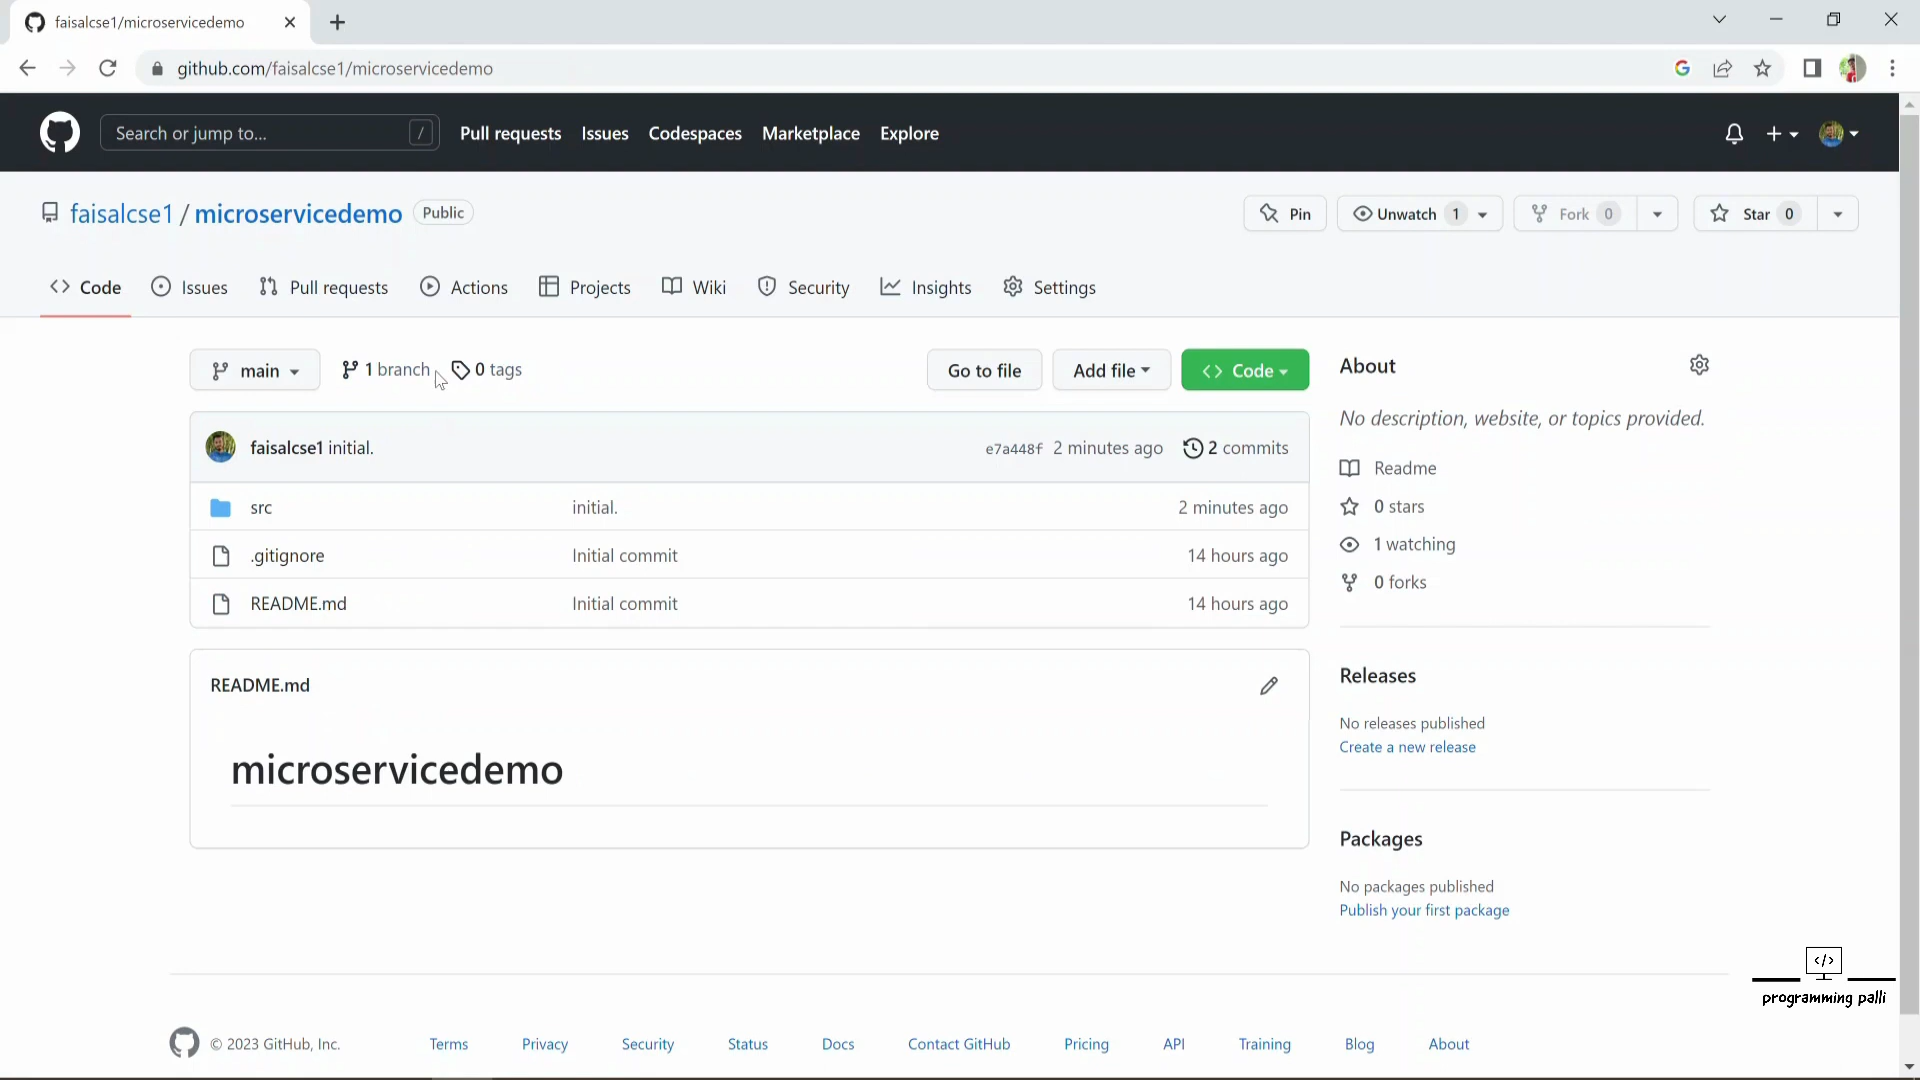 faisalcse1/microservicedemo
github.com/faisalcse1/microservicedemo
Search or jump to... / Pull requests Issues Codespaces Marketplace Explore
faisalcse1 / microservicedemo Public Pin Unwatch 1 Fork 0 Star 0
<> Code Issues Pull requests Actions Projects Wiki Security Insights Settings
main 1 branch 0 tags Go to file Add file <> Code About
No description, website, or topics provided.
faisalcse1 initial. e7a448f 2 minutes ago 2 commits
Readme
src initial. 2 minutes ago
0 stars
.gitignore Initial commit 14 hours ago
1 watching
README.md Initial commit 14 hours ago
0 forks
README.md
microservicedemo
Releases
No releases published
Create a new release
Packages
No packages published
Publish your first package
</>
programming palli
© 2023 GitHub, Inc. Terms Privacy Security Status Docs Contact GitHub Pricing API Training Blog About